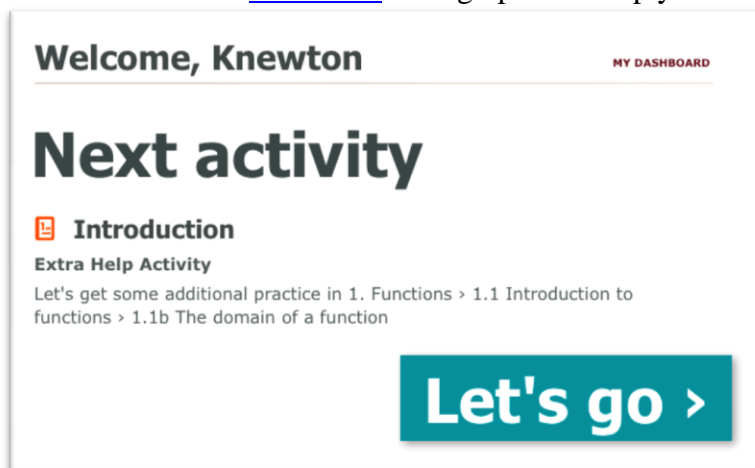 Welcome, Knewton
MY DASHBOARD
Next activity
Introduction
Extra Help Activity
Let's get some additional practice in 1. Functions › 1.1 Introduction to
functions › 1.1b The domain of a function
Let's go ›